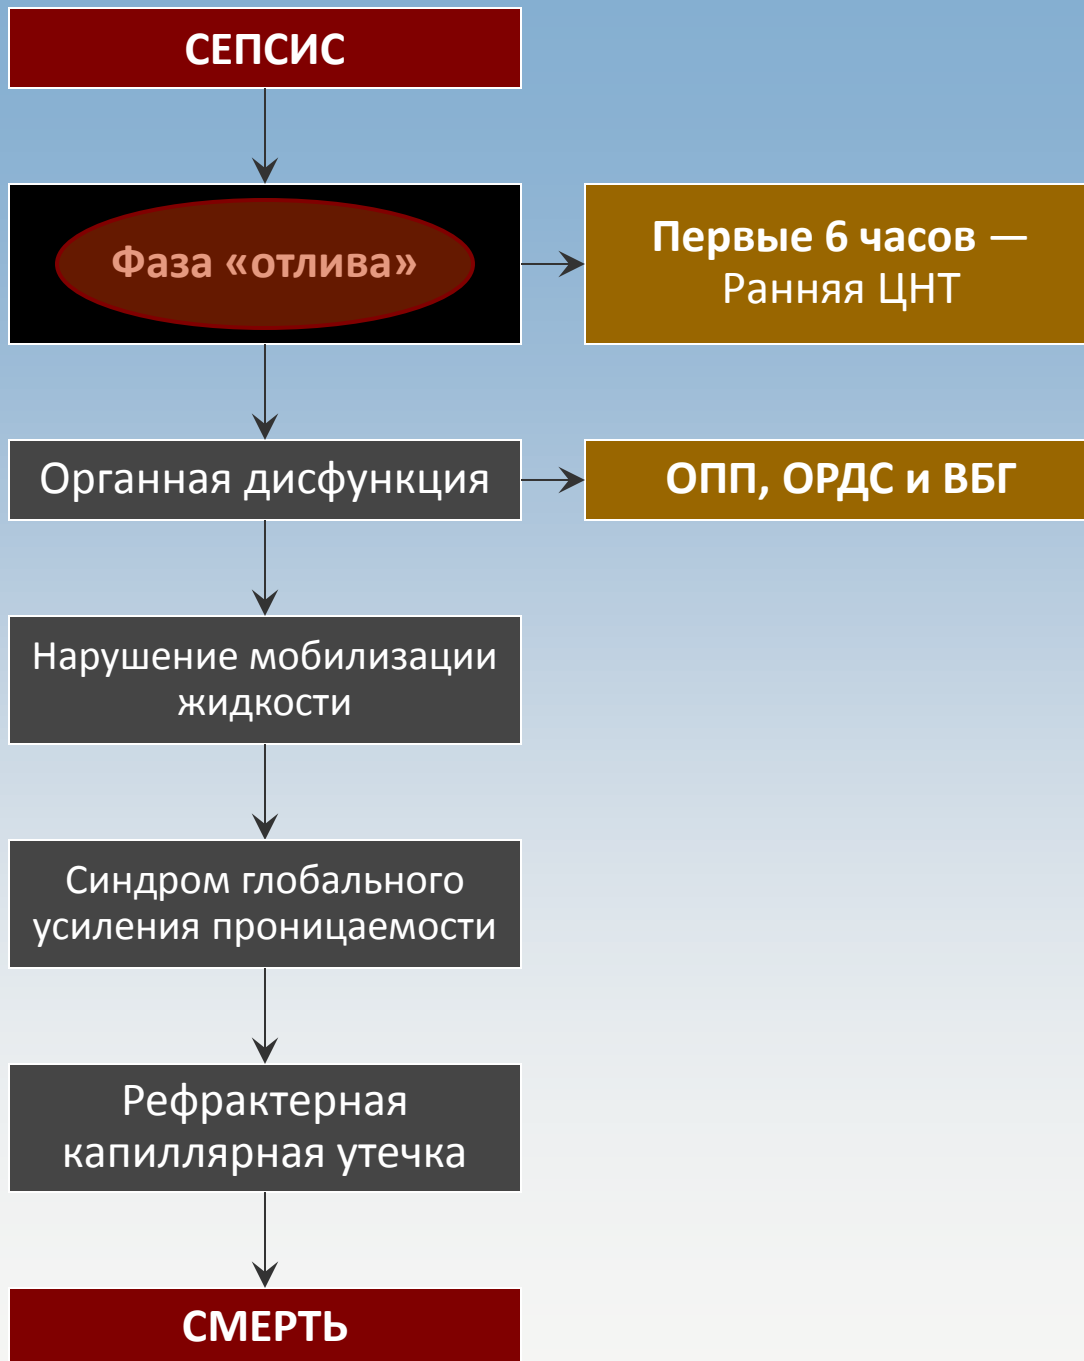 СЕПСИС
Фаза «отлива»
Первые 6 часов —
Ранняя ЦНТ
Органная дисфункция
ОПП, ОРДС и ВБГ
Нарушение мобилизации
жидкости
Синдром глобального
усиления проницаемости
Рефрактерная
капиллярная утечка
СМЕРТЬ